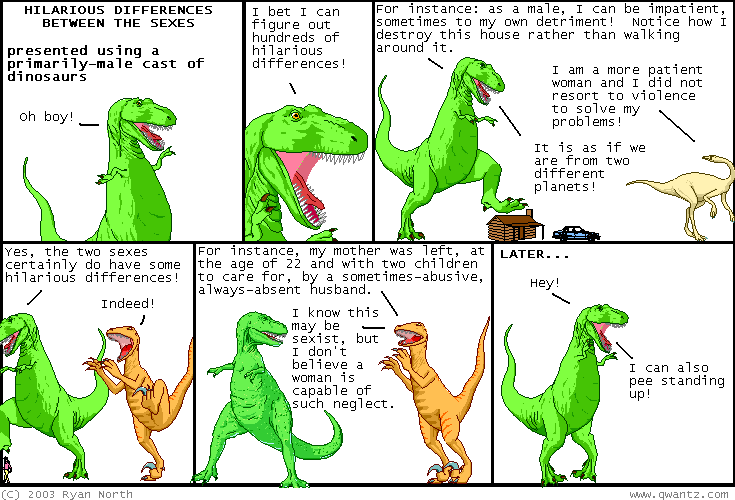 HILARIOUS DIFFERENCES
BETWEEN THE SEXES
presented using a
primarily-male cast of
dinosaurs
Oh boy!
I bet I can
figure out
hundreds of
hilarious
differences!
For instance: as a male, I can be impatient,
sometimes to my own detriment! Notice how I
destroy this house rather than walking
around it.
I am a more patient
woman and I did not
resort to violence
to solve my
problems!
It is as if we
are from two
different
planets!
Yes, the two sexes
certainly do have some
hilarious differences!
Indeed!
For instance, my mother was left, at
the age of 22 and with two children
to care for, by a sometimes-abusive,
always-absent husband.
I know this
may be
sexist, but
I don't
believe a
woman is
capable of
such neglect.
LATER...
Hey!
I can also
pee standing
up!
(C) 2003 Ryan North
www.qwantz.com